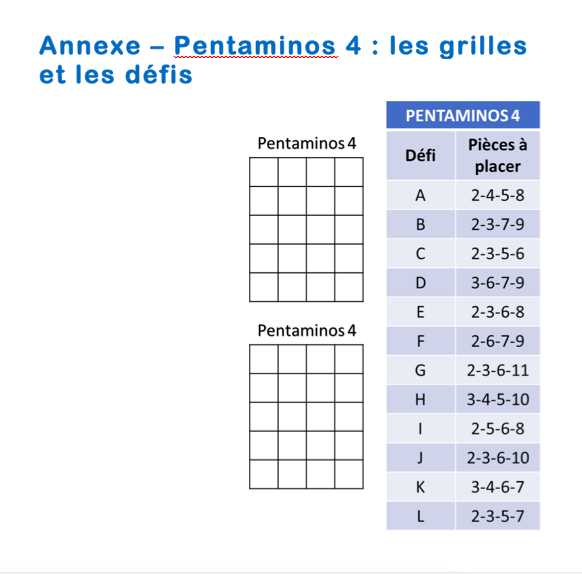 Annexe – Pentaminos 4 : les grilles
et les défis
Pentaminos 4
Pentaminos 4
PENTAMINOS 4
Défi Pièces à placer
A 2-4-5-8
B 2-3-7-9
C 2-3-5-6
D 3-6-7-9
E 2-3-6-8
F 2-6-7-9
G 2-3-6-11
H 3-4-5-10
I 2-5-6-8
J 2-3-6-10
K 3-4-6-7
L 2-3-5-7